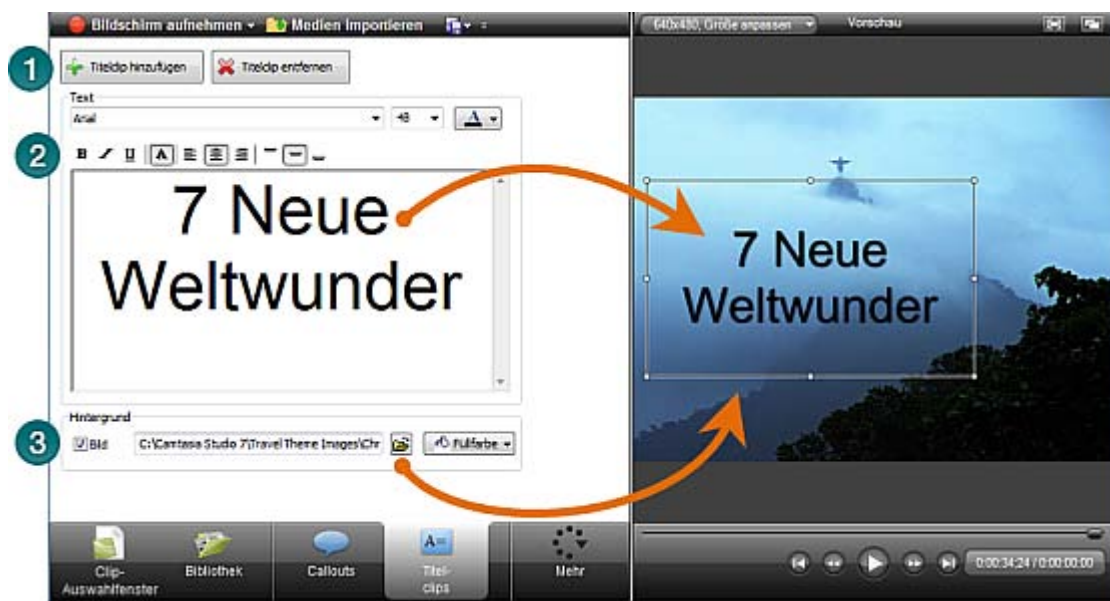 Bildschirm aufnehmen Medien importieren
640x480, Größe anpassen Vorschau
1 Titelclip hinzufügen Titelclip entfernen
Text
Arial 48 A
2 B I U A
7 Neue
Weltwunder
7 Neue
Weltwunder
Hintergrund
3 Bild C:\Camtasia Studio 7\Travel Theme Images\Chr Füllfarbe
Clip-
Auswahlfenster
Bibliothek
Callouts
A=
Titel-
clips
Mehr
0:00:34:24 / 0:00:00:00